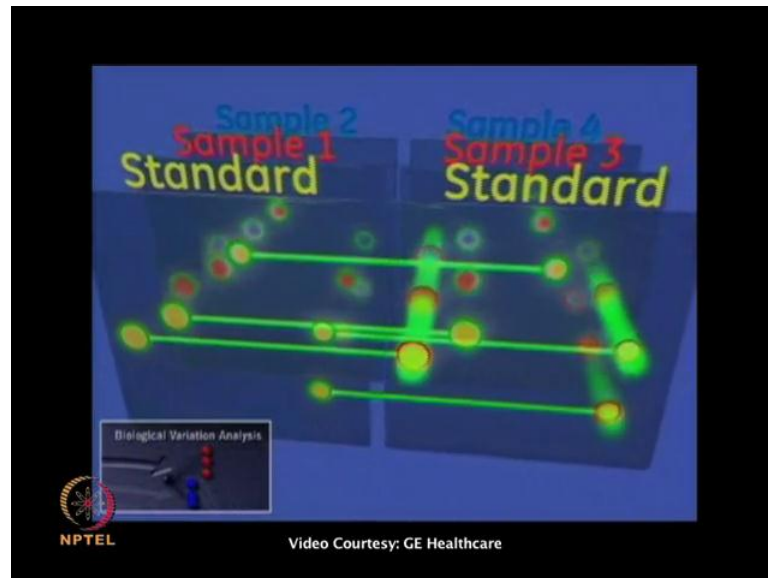 Sample 2
Sample 4
Sample 1
Sample 3
Standard
Standard
Biological Variation Analysis
NPTEL
Video Courtesy: GE Healthcare